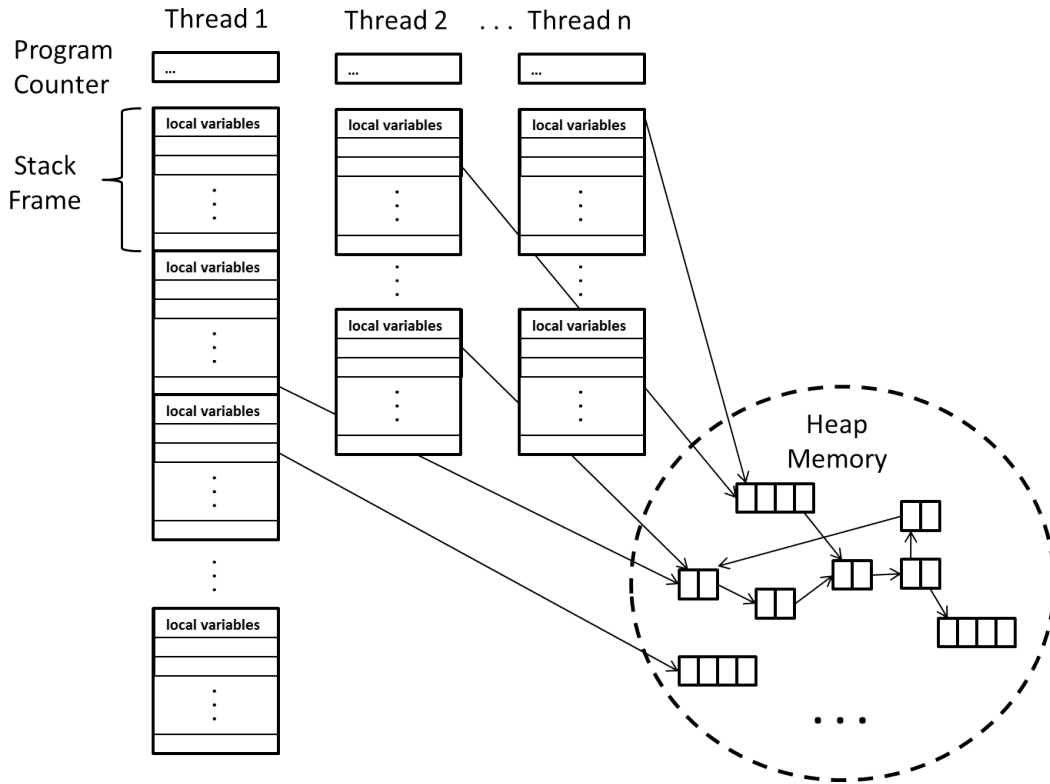 Thread 1 Thread 2 ... Thread n
Program
Counter
... ... ...
local variables local variables local variables
Stack
Frame
local variables
local variables local variables
local variables
Heap
Memory
local variables